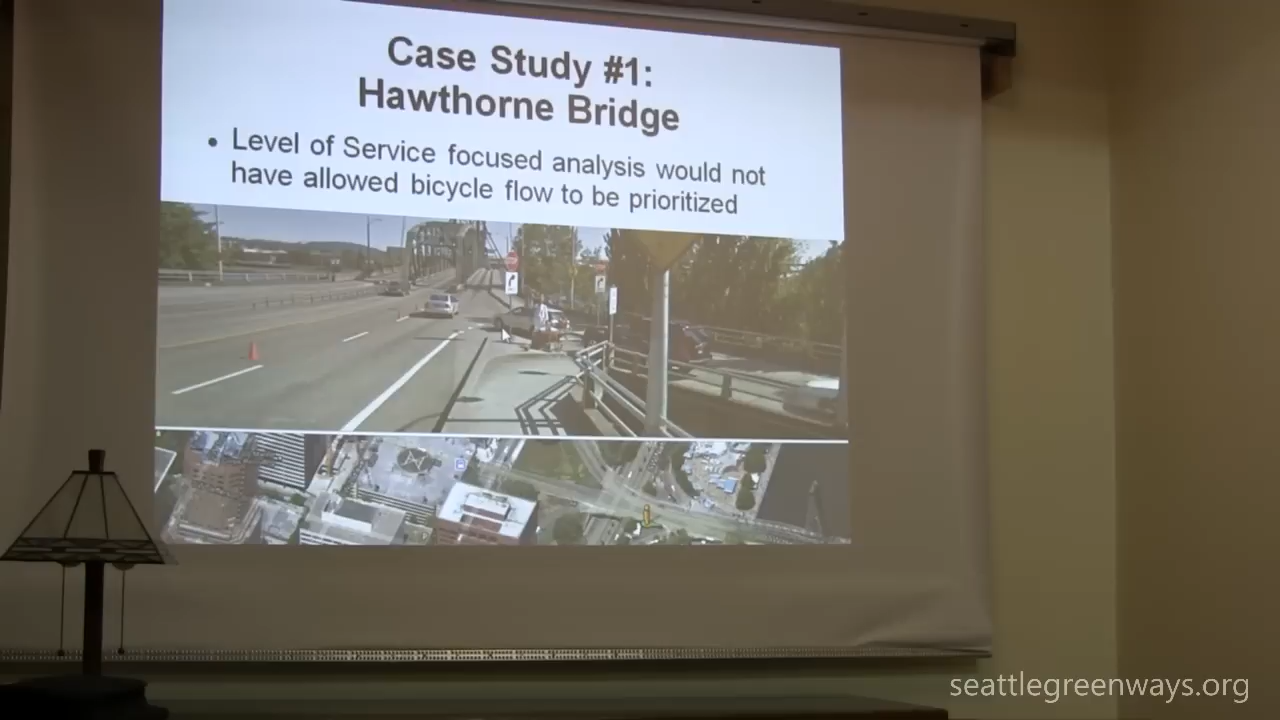 Case Study #1:
Hawthorne Bridge
• Level of Service focused analysis would not
have allowed bicycle flow to be prioritized
seattlegreenways.org